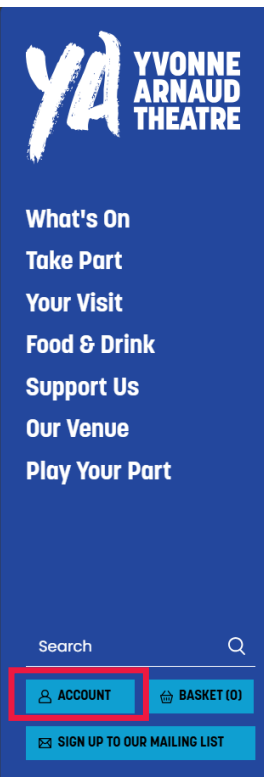 YA
YVONNE
ARNAUD
THEATRE
What's On
Take Part
Your Visit
Food & Drink
Support Us
Our Venue
Play Your Part
Search
ACCOUNT
BASKET (0)
SIGN UP TO OUR MAILING LIST